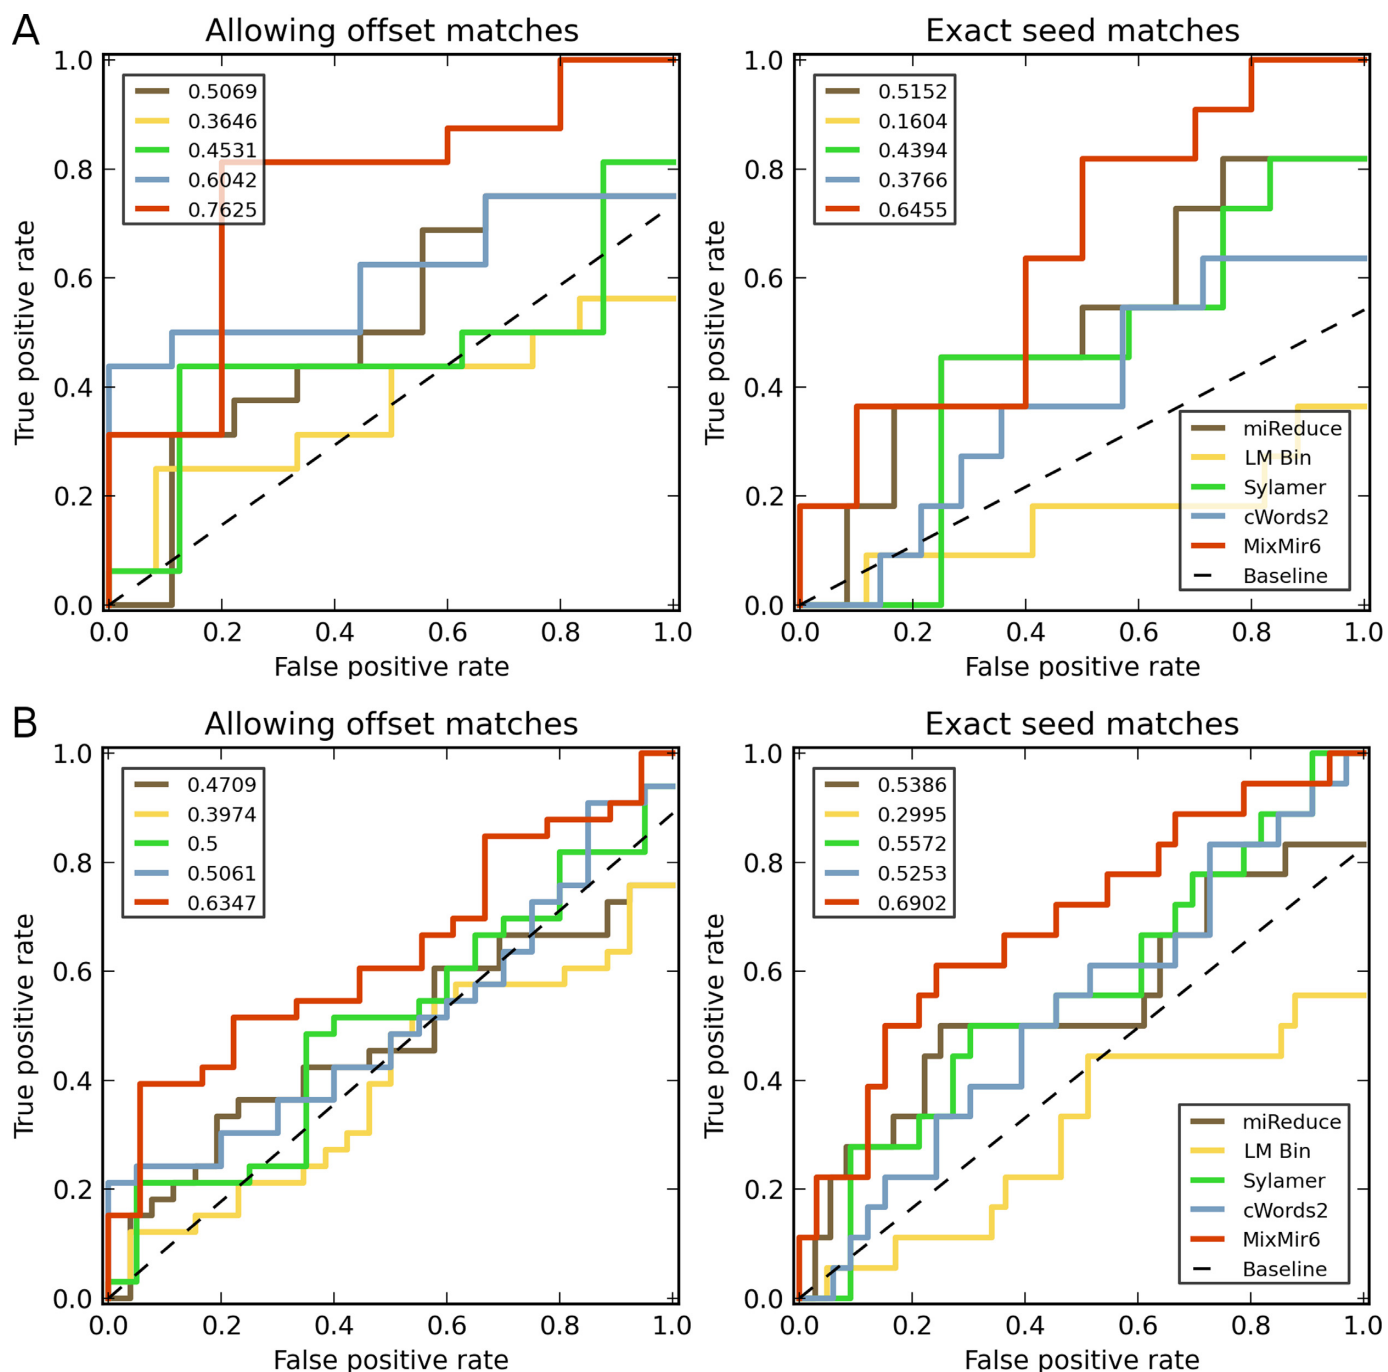 A
Allowing offset matches
1.0
0.8
0.6
0.4
0.2
0.0
0.0 0.2 0.4 0.6 0.8 1.0
True positive rate
False positive rate
0.5069
0.3646
0.4531
0.6042
0.7625
Exact seed matches
1.0
0.8
0.6
0.4
0.2
0.0
0.0 0.2 0.4 0.6 0.8 1.0
True positive rate
False positive rate
0.5152
0.1604
0.4394
0.3766
0.6455
miReduce
LM Bin
Sylamer
cWords2
MixMir6
Baseline
B
Allowing offset matches
1.0
0.8
0.6
0.4
0.2
0.0
0.0 0.2 0.4 0.6 0.8 1.0
True positive rate
False positive rate
0.4709
0.3974
0.5
0.5061
0.6347
Exact seed matches
1.0
0.8
0.6
0.4
0.2
0.0
0.0 0.2 0.4 0.6 0.8 1.0
True positive rate
False positive rate
0.5386
0.2995
0.5572
0.5253
0.6902
miReduce
LM Bin
Sylamer
cWords2
MixMir6
Baseline